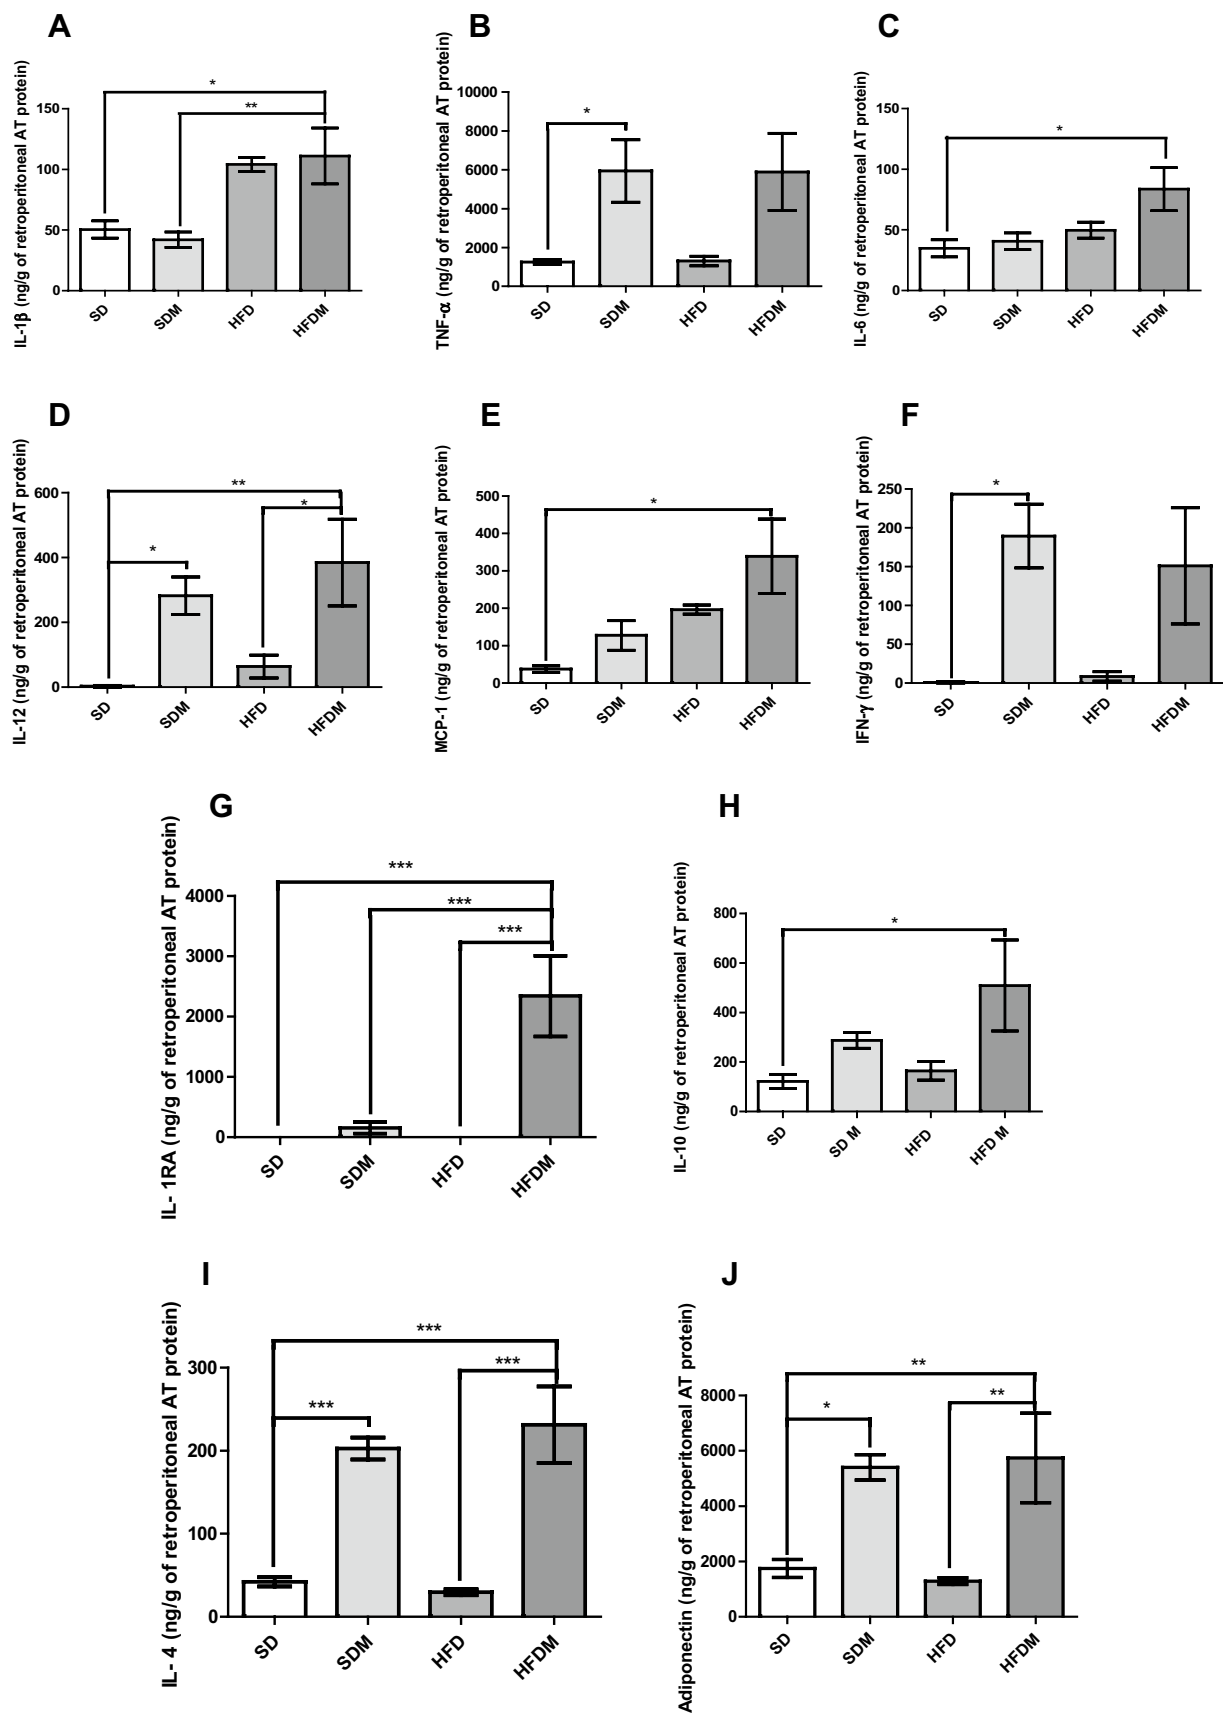 A
IL-1β (ng/g of retroperitoneal AT protein)
150
100
50
0
*
**
SD
SDM
HFD
HFDM
B
TNF-α (ng/g of retroperitoneal AT protein)
10000
8000
6000
4000
2000
0
*
SD
SDM
HFD
HFDM
C
IL-6 (ng/g of retroperitoneal AT protein)
150
100
50
0
*
SD
SDM
HFD
HFDM
D
IL-12 (ng/g of retroperitoneal AT protein)
600
400
200
0
**
*
*
SD
SDM
HFD
HFDM
E
MCP-1 (ng/g of retroperitoneal AT protein)
500
400
300
200
100
0
*
SD
SDM
HFD
HFDM
F
IFN-γ (ng/g of retroperitoneal AT protein)
250
200
150
100
50
0
*
SD
SDM
HFD
HFDM
G
IL- 1RA (ng/g of retroperitoneal AT protein)
4000
3000
2000
1000
0
***
***
***
SD
SDM
HFD
HFDM
H
IL-10 (ng/g of retroperitoneal AT protein)
800
600
400
200
0
*
SD
SD M
HFD
HFD M
I
IL- 4 (ng/g of retroperitoneal AT protein)
300
200
100
0
***
***
***
SD
SDM
HFD
HFDM
J
Adiponectin (ng/g of retroperitoneal AT protein)
8000
6000
4000
2000
0
**
**
*
SD
SDM
HFD
HFDM